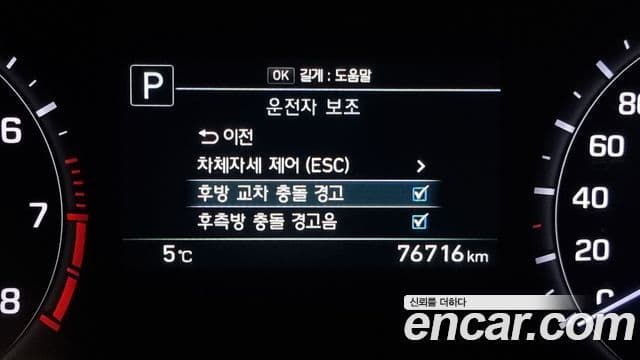 OK 길게 : 도움말
P
운전자 보조
이전
차체자세 제어 (ESC)
후방 교차 충돌 경고
후측방 충돌 경고음
5℃ 76716 km
6
7
8
80
60
40
20
0
신뢰를 더하다
encar.com